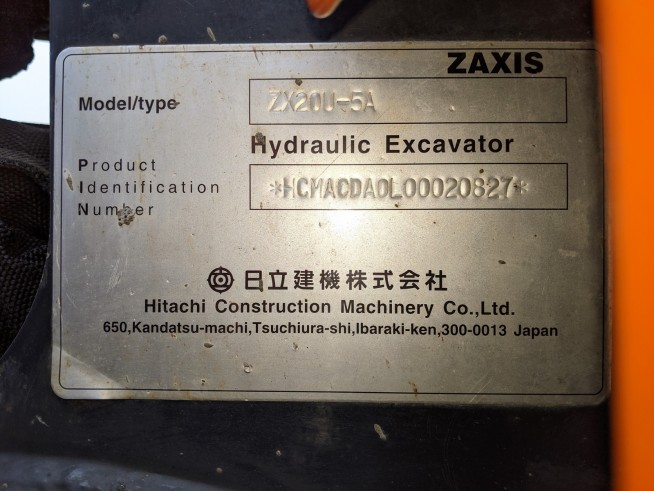 ZAXIS
Model/type ZX20U-5A
Hydraulic Excavator
Product
Identification
Number
*HCMACDA0L00020827*
日立建機株式会社
Hitachi Construction Machinery Co.,Ltd.
650,Kandatsu-machi,Tsuchiura-shi,Ibaraki-ken,300-0013 Japan